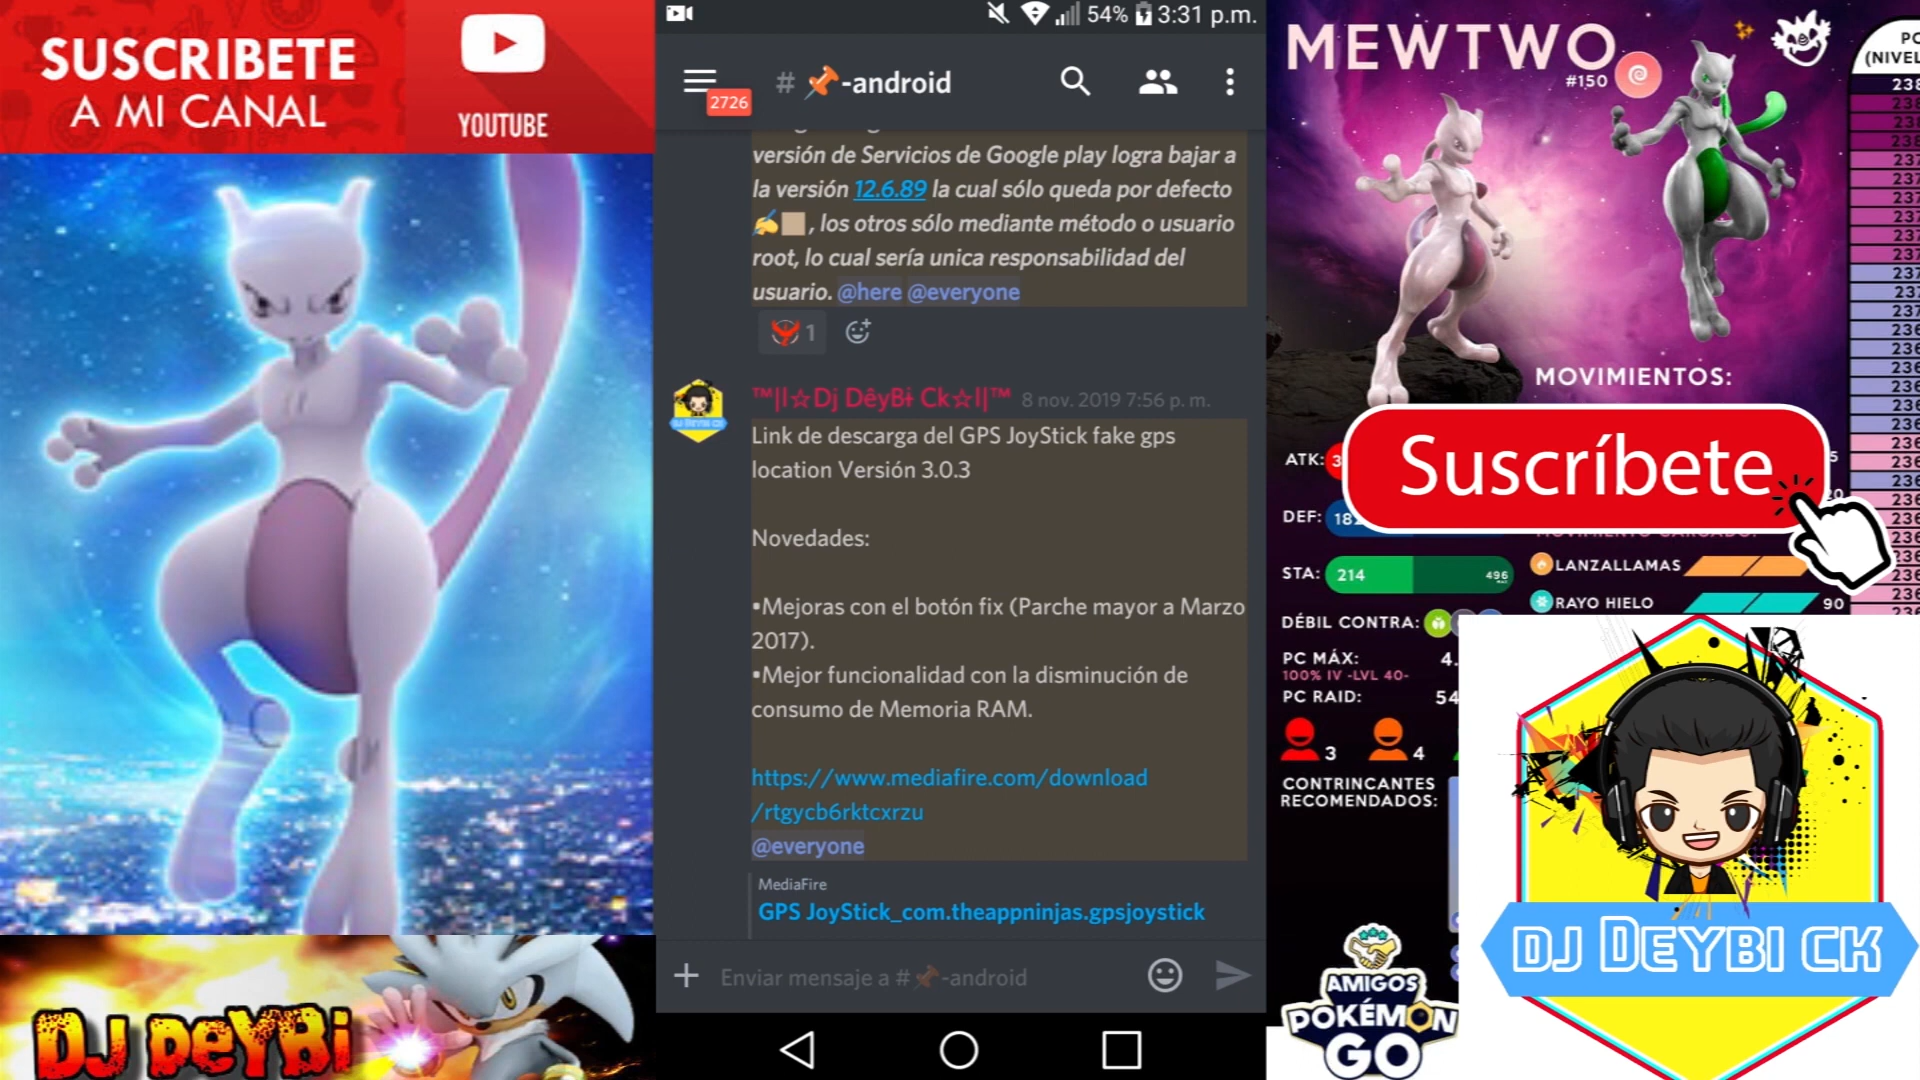 SUSCRIBETE
A MI CANAL
YOUTUBE
DJ DeYBi
54% 3:31 p.m.
2726
# 📌-android
versión de Servicios de Google play logra bajar a
la versión 12.6.89 la cual sólo queda por defecto
✍🏼, los otros sólo mediante método o usuario
root, lo cual sería unica responsabilidad del
usuario. @here @everyone
1
™|l☆Dj DêyBɨ Ck☆l|™ 8 nov. 2019 7:56 p. m.
Link de descarga del GPS JoyStick fake gps
location Versión 3.0.3
Novedades:
▪Mejoras con el botón fix (Parche mayor a Marzo
2017).
▪Mejor funcionalidad con la disminución de
consumo de Memoria RAM.
https://www.mediafire.com/download
/rtgycb6rktcxrzu
@everyone
MediaFire
GPS JoyStick_com.theappninjas.gpsjoystick
Enviar mensaje a #📌-android
MEWTWO
#150
MOVIMIENTOS:
Suscríbete
ATK:
DEF:
STA: 214 496
LANZALLAMAS
RAYO HIELO 90
DÉBIL CONTRA:
PC MÁX: 4.
100% IV -LVL 40-
PC RAID: 54
3 4
CONTRINCANTES
RECOMENDADOS:
AMIGOS
POKÉMON
GO
DJ DEYBI CK